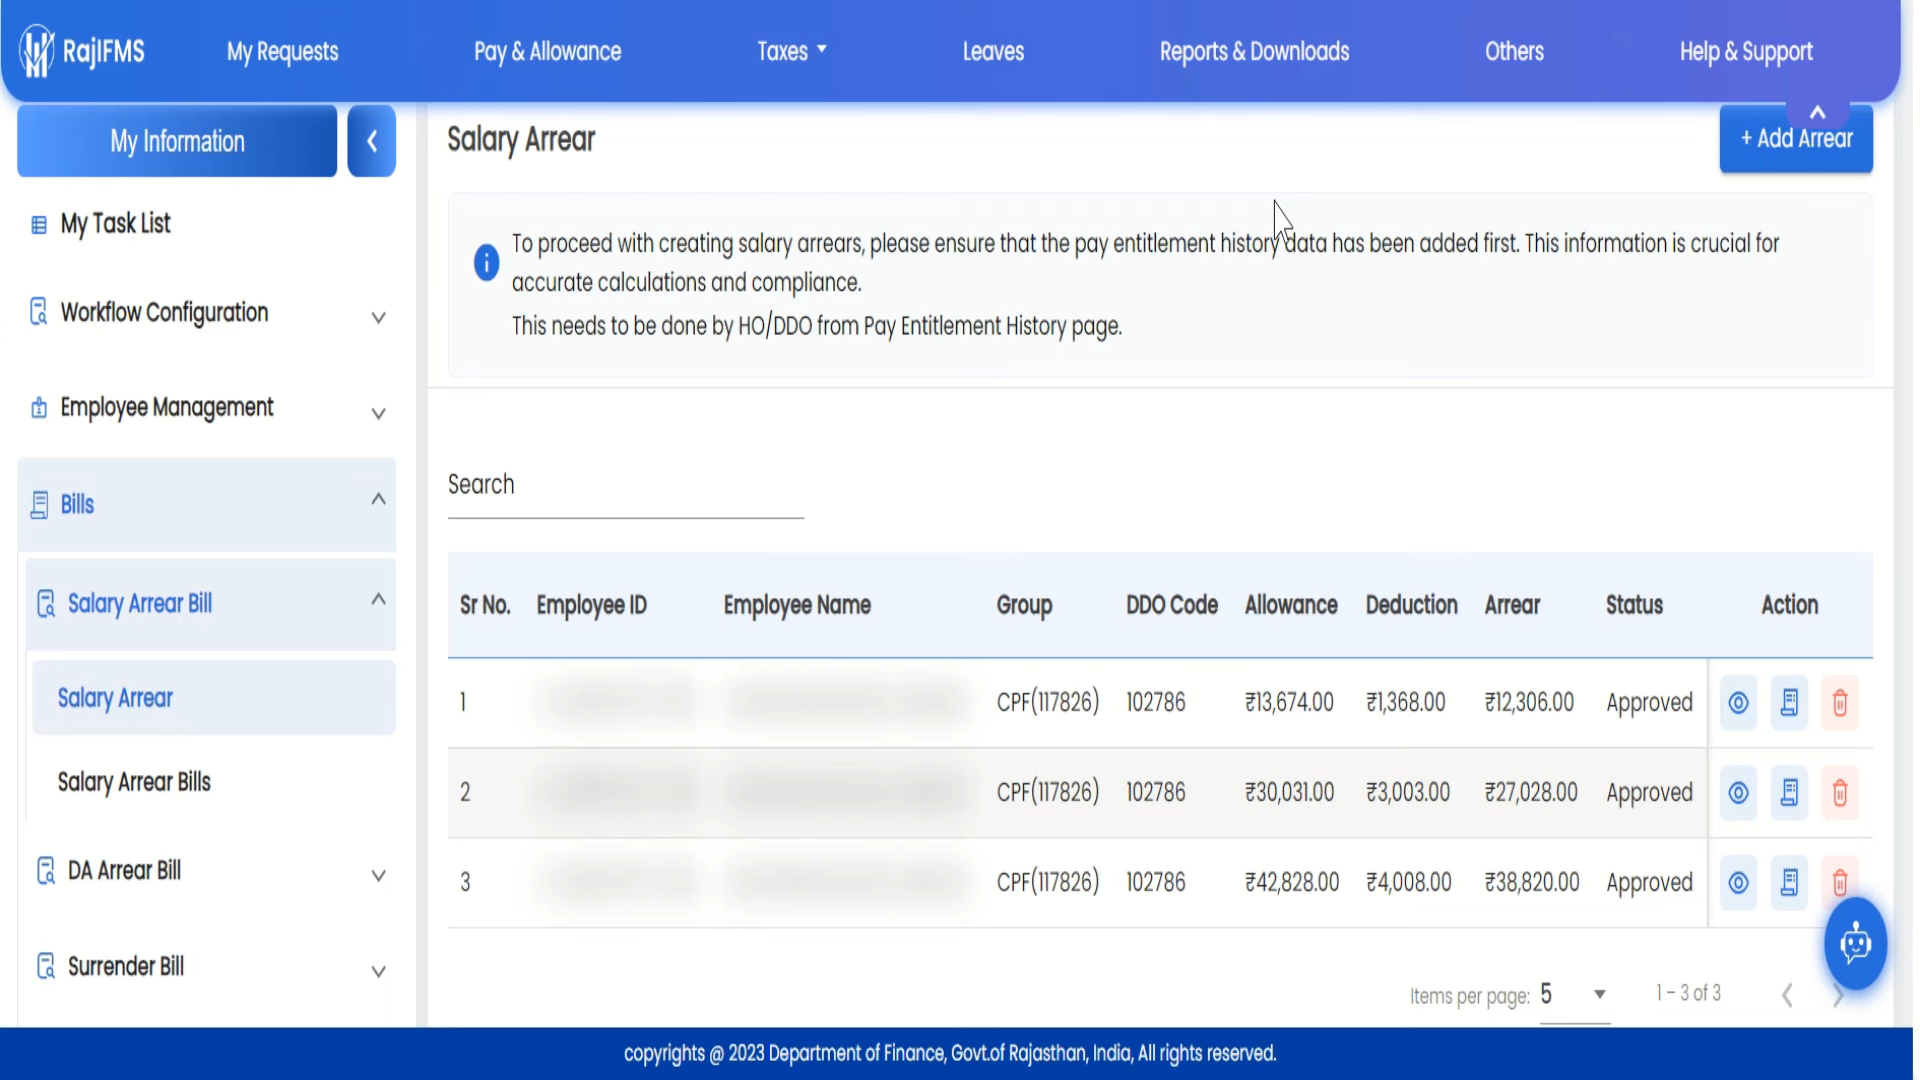 RajIFMS
My Requests
Pay & Allowance
Taxes
Leaves
Reports & Downloads
Others
Help & Support
My Information
My Task List
Workflow Configuration
Employee Management
Bills
Salary Arrear Bill
Salary Arrear
Salary Arrear Bills
DA Arrear Bill
Surrender Bill
Salary Arrear
+ Add Arrear
To proceed with creating salary arrears, please ensure that the pay entitlement history data has been added first. This information is crucial for
accurate calculations and compliance.
This needs to be done by HO/DDO from Pay Entitlement History page.
Search
Sr No. Employee ID Employee Name Group DDO Code Allowance Deduction Arrear Status Action
1 CPF(117826) 102786 ₹13,674.00 ₹1,368.00 ₹12,306.00 Approved
2 CPF(117826) 102786 ₹30,031.00 ₹3,003.00 ₹27,028.00 Approved
3 CPF(117826) 102786 ₹42,828.00 ₹4,008.00 ₹38,820.00 Approved
Items per page: 5 1 – 3 of 3
copyrights @ 2023 Department of Finance, Govt.of Rajasthan, India, All rights reserved.